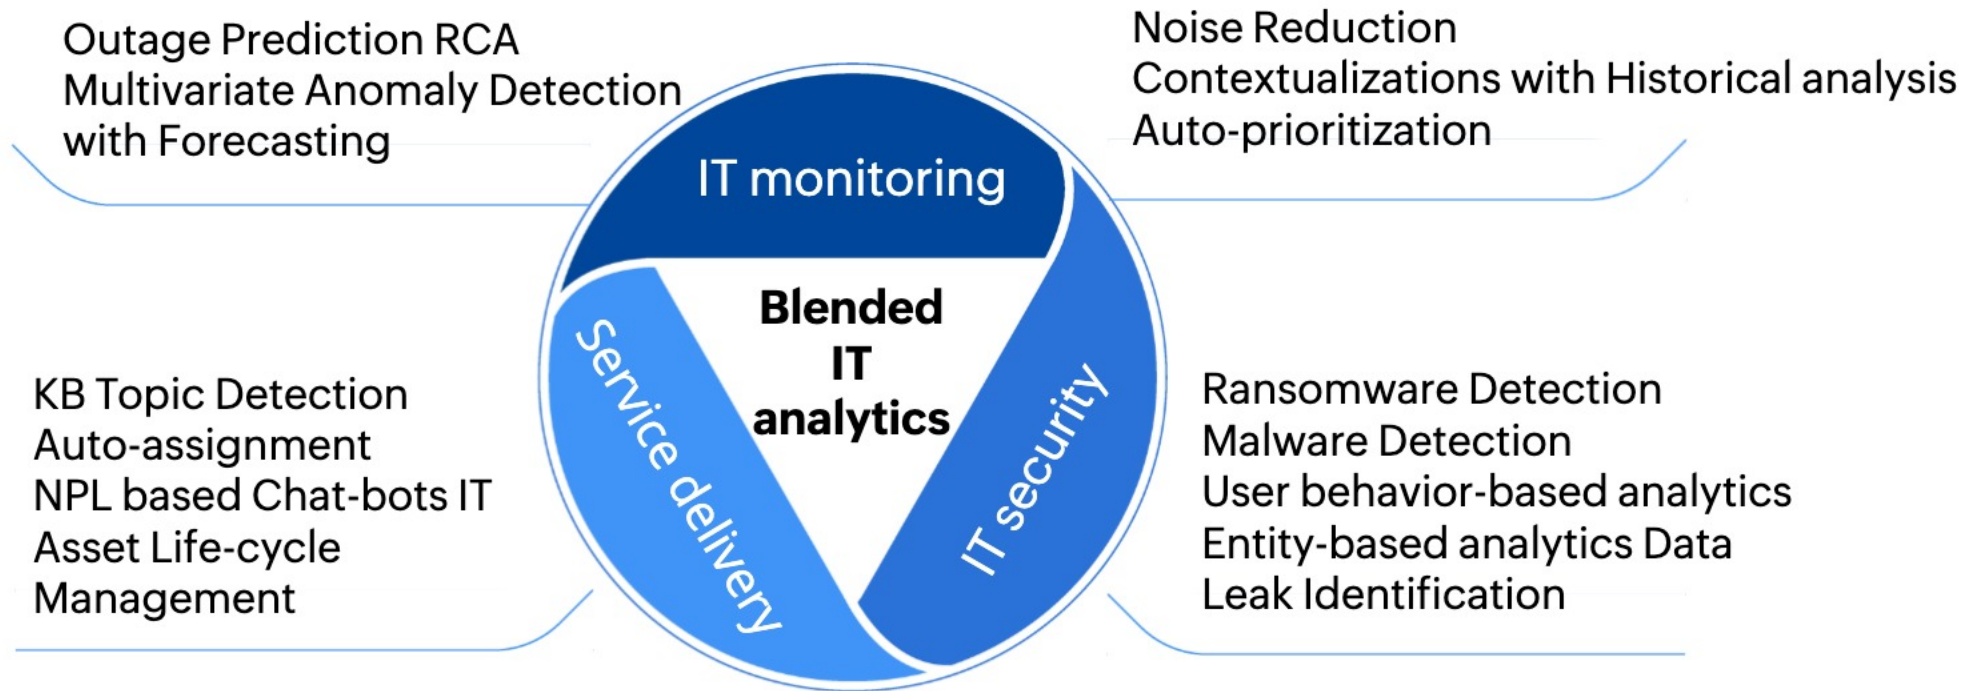 Outage Prediction RCA
Multivariate Anomaly Detection
with Forecasting
Noise Reduction
Contextualizations with Historical analysis
Auto-prioritization
IT monitoring
Blended
IT
analytics
Service delivery
IT security
KB Topic Detection
Auto-assignment
NPL based Chat-bots IT
Asset Life-cycle
Management
Ransomware Detection
Malware Detection
User behavior-based analytics
Entity-based analytics Data
Leak Identification